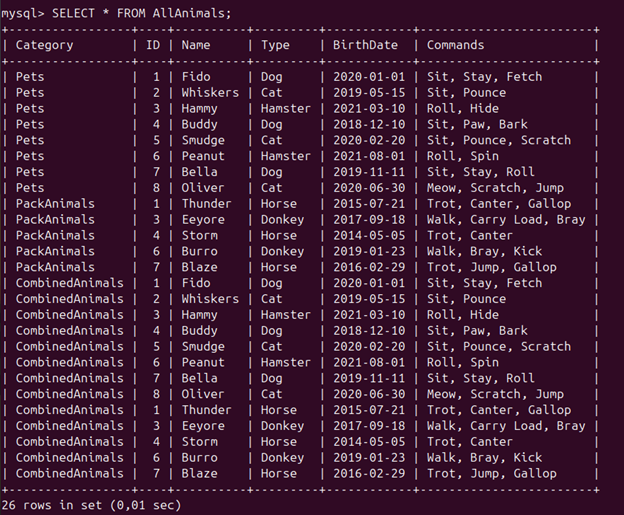 mysql> SELECT * FROM AllAnimals;
+-----------------+----+----------+---------+------------+------------------------+
| Category        | ID | Name     | Type    | BirthDate  | Commands               |
+-----------------+----+----------+---------+------------+------------------------+
| Pets            |  1 | Fido     | Dog     | 2020-01-01 | Sit, Stay, Fetch       |
| Pets            |  2 | Whiskers | Cat     | 2019-05-15 | Sit, Pounce            |
| Pets            |  3 | Hammy    | Hamster | 2021-03-10 | Roll, Hide             |
| Pets            |  4 | Buddy    | Dog     | 2018-12-10 | Sit, Paw, Bark         |
| Pets            |  5 | Smudge   | Cat     | 2020-02-20 | Sit, Pounce, Scratch   |
| Pets            |  6 | Peanut   | Hamster | 2021-08-01 | Roll, Spin             |
| Pets            |  7 | Bella    | Dog     | 2019-11-11 | Sit, Stay, Roll        |
| Pets            |  8 | Oliver   | Cat     | 2020-06-30 | Meow, Scratch, Jump    |
| PackAnimals     |  1 | Thunder  | Horse   | 2015-07-21 | Trot, Canter, Gallop   |
| PackAnimals     |  3 | Eeyore   | Donkey  | 2017-09-18 | Walk, Carry Load, Bray |
| PackAnimals     |  4 | Storm    | Horse   | 2014-05-05 | Trot, Canter           |
| PackAnimals     |  6 | Burro    | Donkey  | 2019-01-23 | Walk, Bray, Kick       |
| PackAnimals     |  7 | Blaze    | Horse   | 2016-02-29 | Trot, Jump, Gallop     |
| CombinedAnimals |  1 | Fido     | Dog     | 2020-01-01 | Sit, Stay, Fetch       |
| CombinedAnimals |  2 | Whiskers | Cat     | 2019-05-15 | Sit, Pounce            |
| CombinedAnimals |  3 | Hammy    | Hamster | 2021-03-10 | Roll, Hide             |
| CombinedAnimals |  4 | Buddy    | Dog     | 2018-12-10 | Sit, Paw, Bark         |
| CombinedAnimals |  5 | Smudge   | Cat     | 2020-02-20 | Sit, Pounce, Scratch   |
| CombinedAnimals |  6 | Peanut   | Hamster | 2021-08-01 | Roll, Spin             |
| CombinedAnimals |  7 | Bella    | Dog     | 2019-11-11 | Sit, Stay, Roll        |
| CombinedAnimals |  8 | Oliver   | Cat     | 2020-06-30 | Meow, Scratch, Jump    |
| CombinedAnimals |  1 | Thunder  | Horse   | 2015-07-21 | Trot, Canter, Gallop   |
| CombinedAnimals |  3 | Eeyore   | Donkey  | 2017-09-18 | Walk, Carry Load, Bray |
| CombinedAnimals |  4 | Storm    | Horse   | 2014-05-05 | Trot, Canter           |
| CombinedAnimals |  6 | Burro    | Donkey  | 2019-01-23 | Walk, Bray, Kick       |
| CombinedAnimals |  7 | Blaze    | Horse   | 2016-02-29 | Trot, Jump, Gallop     |
+-----------------+----+----------+---------+------------+------------------------+
26 rows in set (0,01 sec)